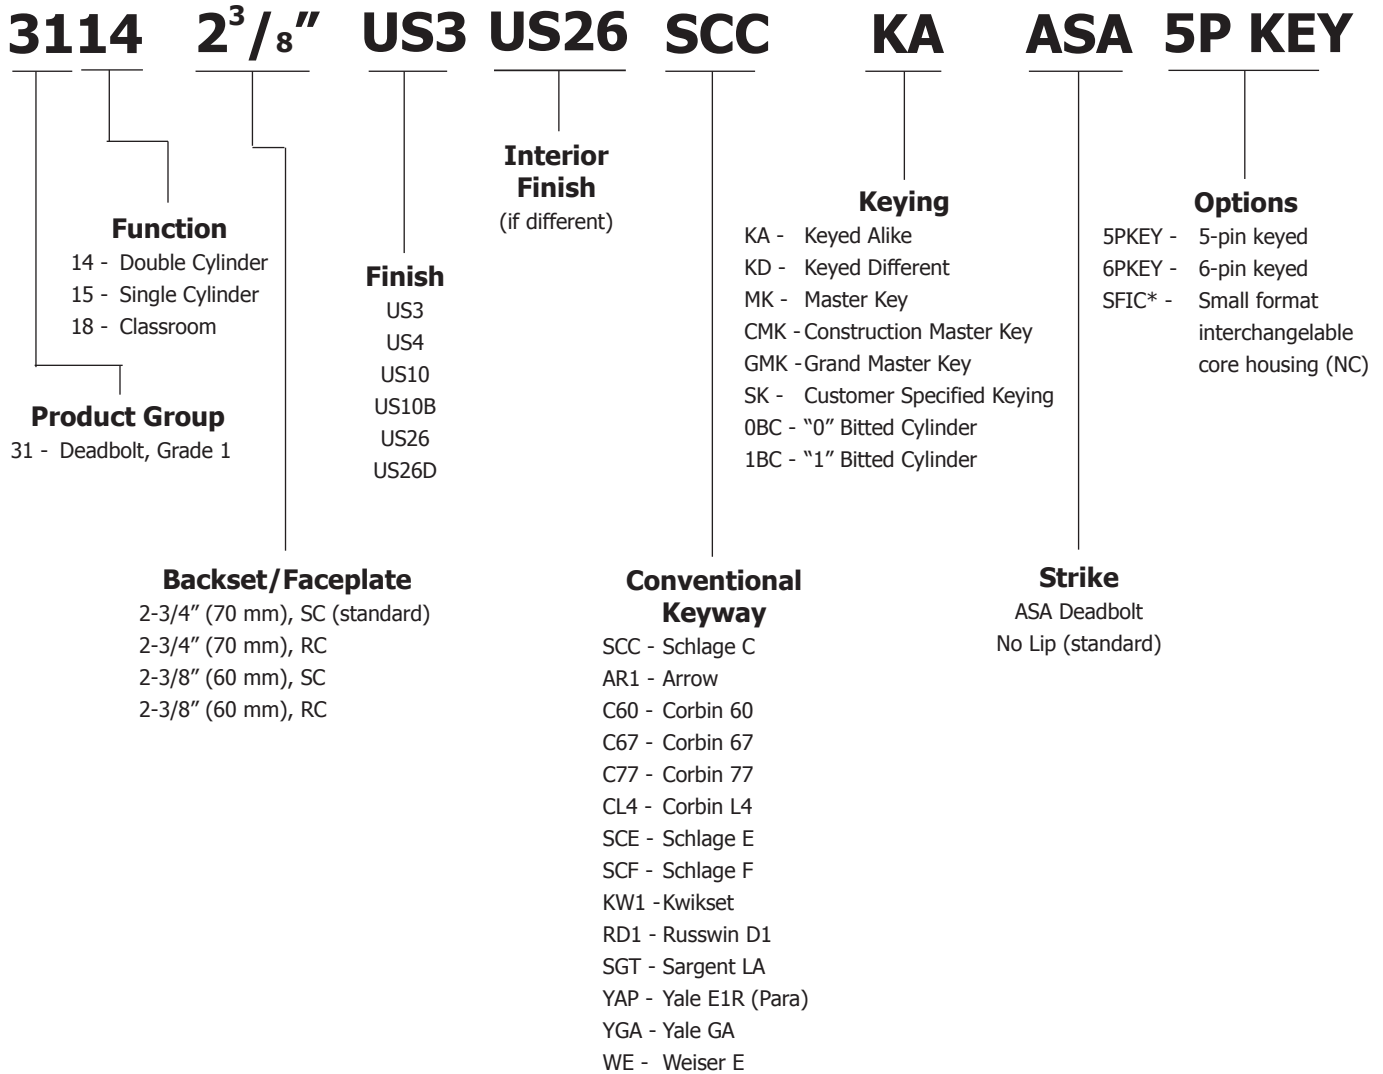 3114 2 3/8" US3 US26 SCC KA ASA 5P KEY
Function
14 - Double Cylinder
15 - Single Cylinder
18 - Classroom
Product Group
31 - Deadbolt, Grade 1
Backset/Faceplate
2-3/4" (70 mm), SC (standard)
2-3/4" (70 mm), RC
2-3/8" (60 mm), SC
2-3/8" (60 mm), RC
Finish
US3
US4
US10
US10B
US26
US26D
Interior
Finish
(if different)
Conventional
Keyway
SCC - Schlage C
AR1 - Arrow
C60 - Corbin 60
C67 - Corbin 67
C77 - Corbin 77
CL4 - Corbin L4
SCE - Schlage E
SCF - Schlage F
KW1 -Kwikset
RD1 - Russwin D1
SGT - Sargent LA
YAP - Yale E1R (Para)
YGA - Yale GA
WE - Weiser E
Keying
KA - Keyed Alike
KD - Keyed Different
MK - Master Key
CMK -Construction Master Key
GMK -Grand Master Key
SK - Customer Specified Keying
0BC - “0” Bitted Cylinder
1BC - “1” Bitted Cylinder
Strike
ASA Deadbolt
No Lip (standard)
Options
5PKEY - 5-pin keyed
6PKEY - 6-pin keyed
SFIC* - Small format
interchangelable
core housing (NC)